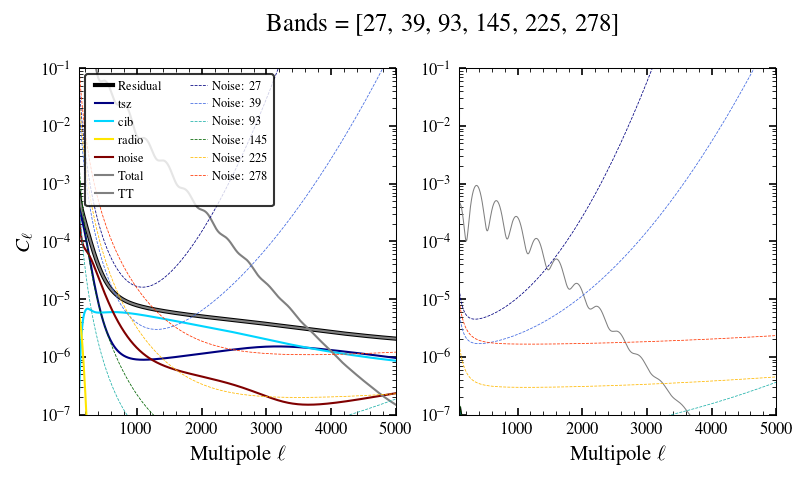 Bands = [27, 39, 93, 145, 225, 278]
10⁻¹
10⁻²
10⁻³
10⁻⁴
10⁻⁵
10⁻⁶
10⁻⁷
C_ℓ
Residual
tsz
cib
radio
noise
Total
TT
Noise: 27
Noise: 39
Noise: 93
Noise: 145
Noise: 225
Noise: 278
1000 2000 3000 4000 5000
Multipole ℓ
10⁻¹
10⁻²
10⁻³
10⁻⁴
10⁻⁵
10⁻⁶
10⁻⁷
1000 2000 3000 4000 5000
Multipole ℓ